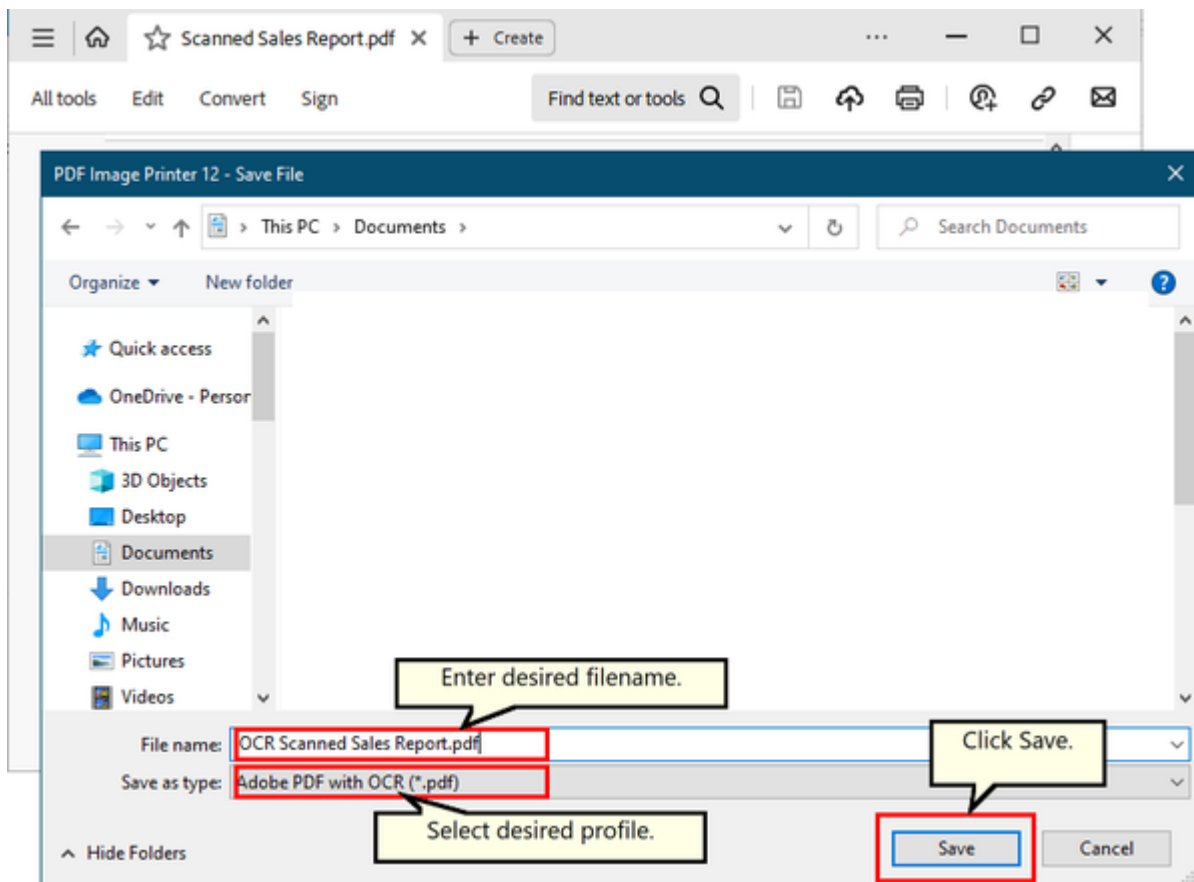 Scanned Sales Report.pdf
Create
All tools Edit Convert Sign Find text or tools
PDF Image Printer 12 - Save File
This PC > Documents >
Search Documents
Organize New folder
Quick access
OneDrive - Person
This PC
3D Objects
Desktop
Documents
Downloads
Music
Pictures
Videos
Enter desired filename.
File name: OCR Scanned Sales Report.pdf
Click Save.
Save as type: Adobe PDF with OCR (*.pdf)
Select desired profile.
Hide Folders
Save Cancel